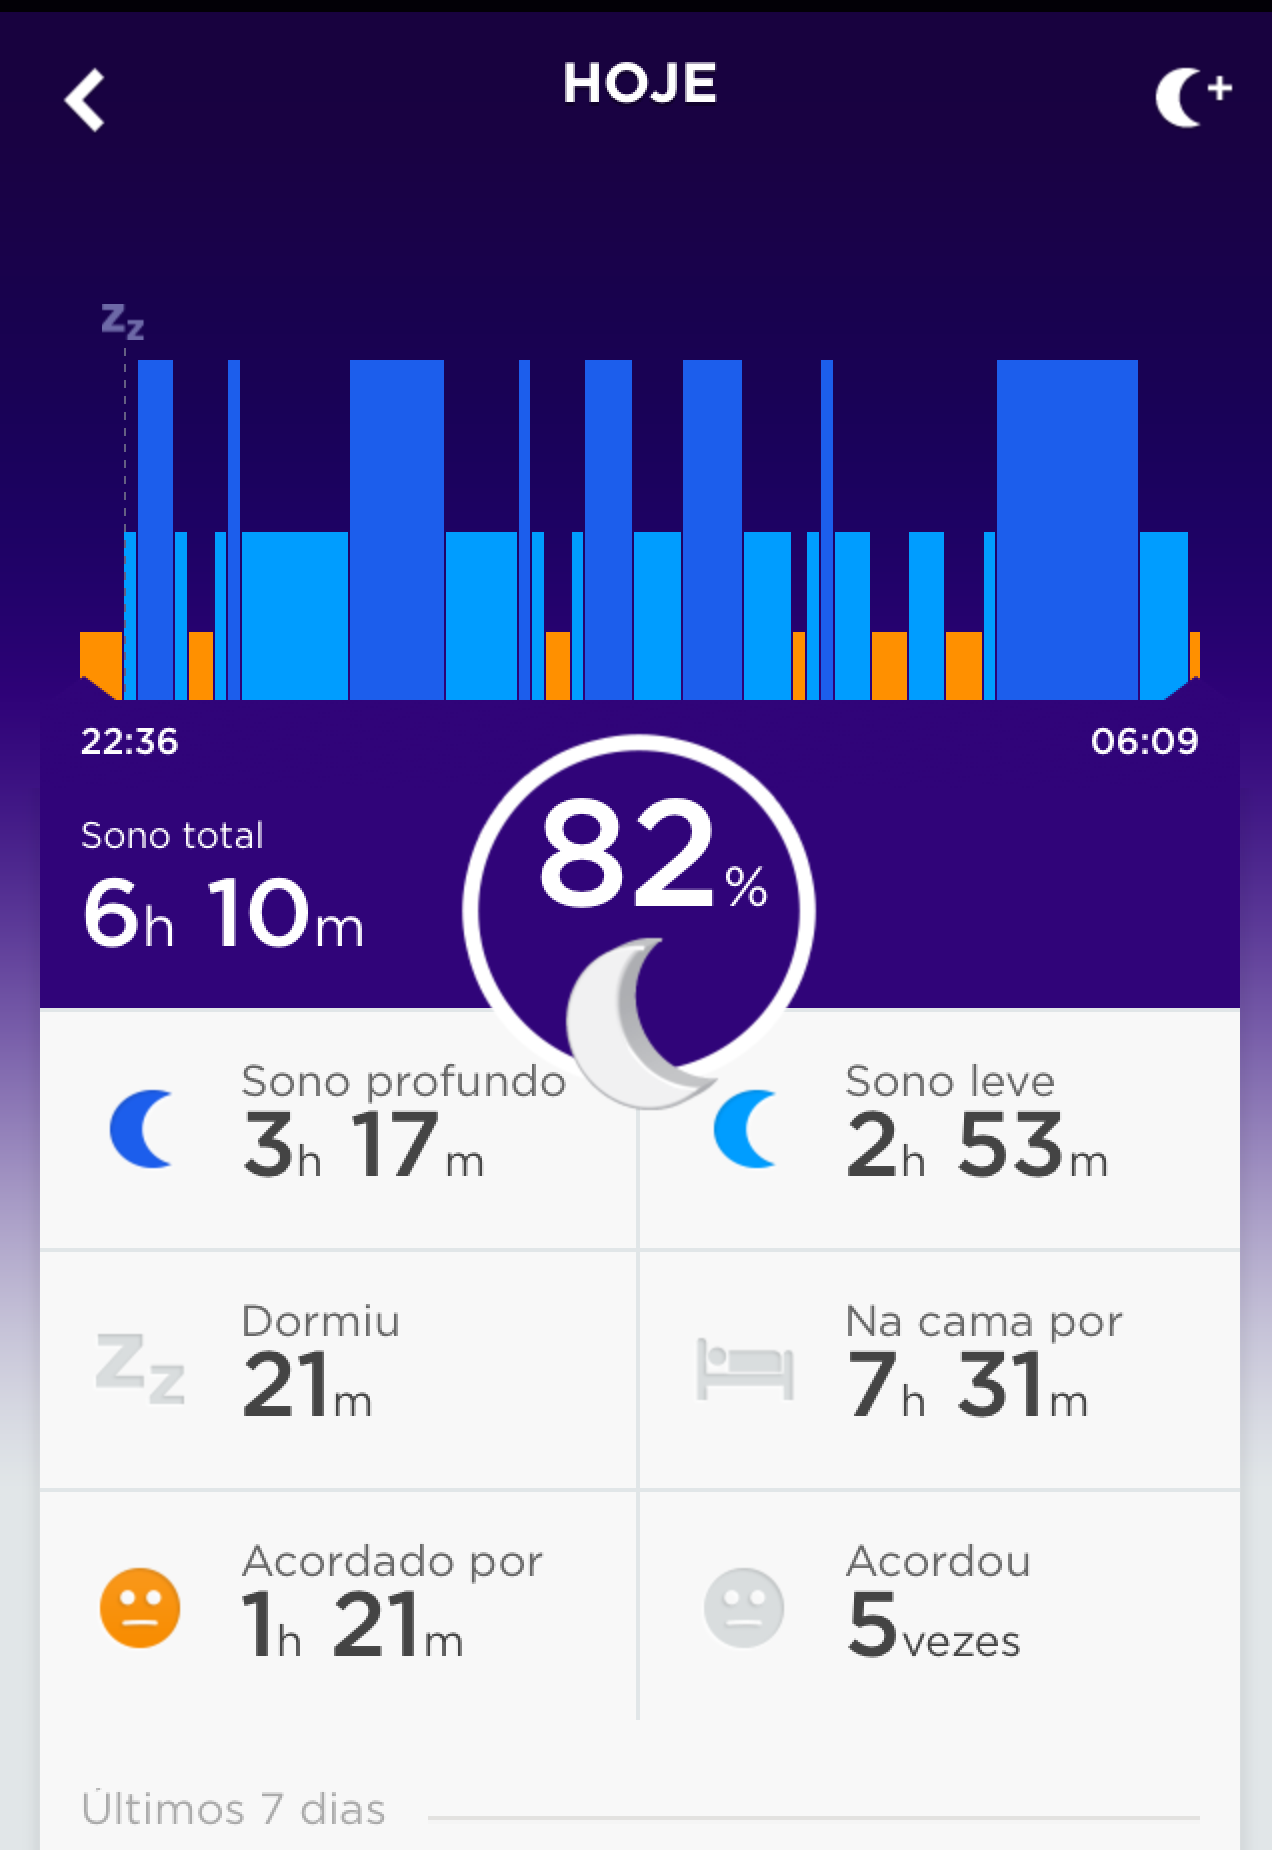 HOJE
+
Zz
22:36 06:09
82%
Sono total
6h 10m
Sono profundo
3h 17m
Sono leve
2h 53m
Zz
Dormiu
21m
Na cama por
7h 31m
Acordado por
1h 21m
Acordou
5vezes
Últimos 7 dias